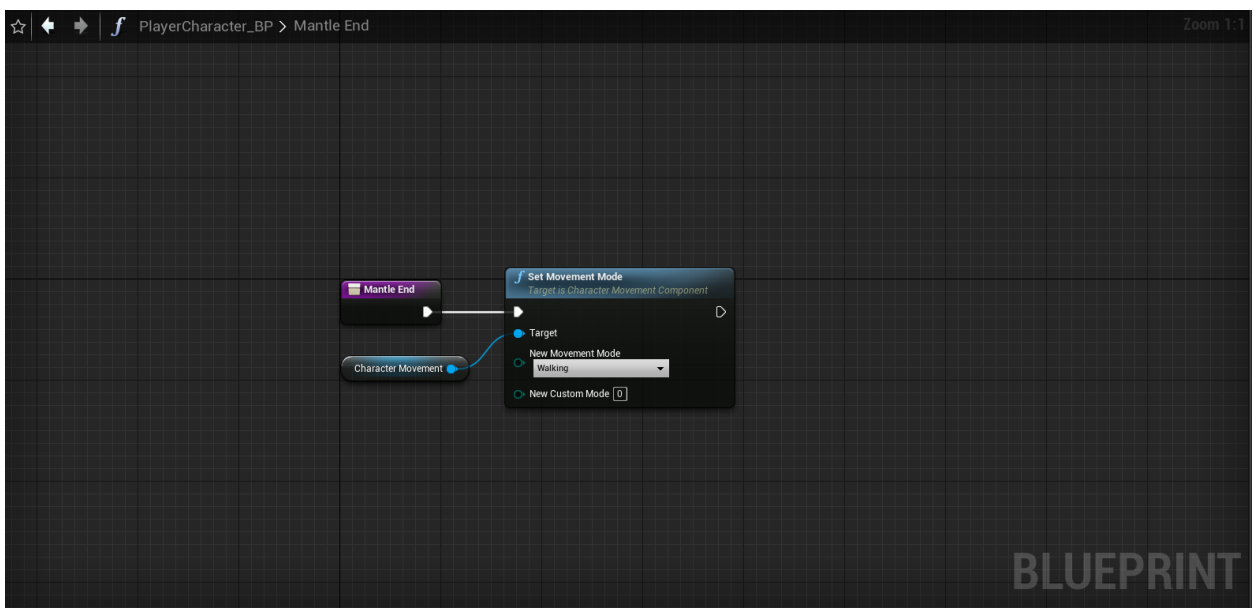 f PlayerCharacter_BP > Mantle End
Zoom 1:1
f Set Movement Mode
Target is Character Movement Component
Mantle End
Target
New Movement Mode
Character Movement
Walking
New Custom Mode 0
BLUEPRINT